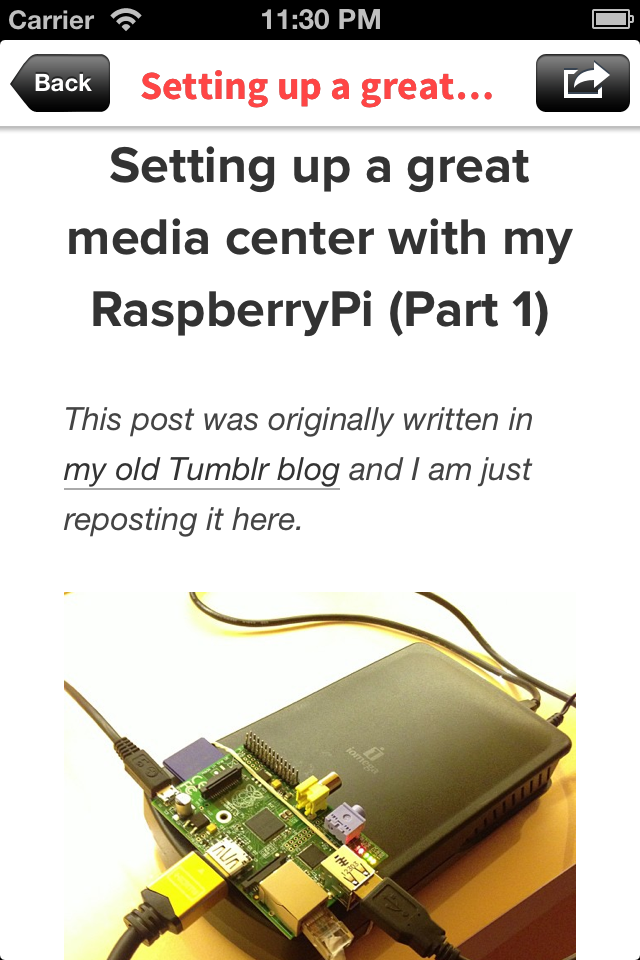 Carrier 11:30 PM
Back Setting up a great...
Setting up a great
media center with my
RaspberryPi (Part 1)
This post was originally written in
my old Tumblr blog and I am just
reposting it here.
iomega